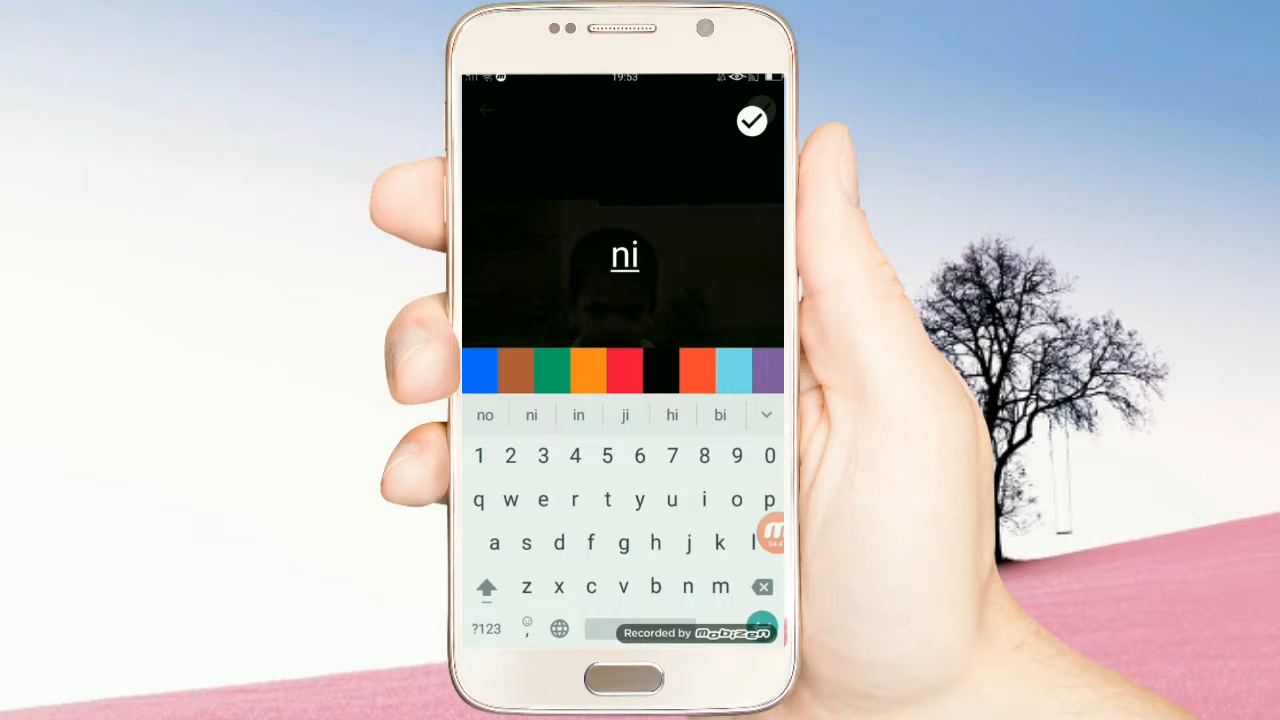 19:53
ni
no ni in ji hi bi
1 2 3 4 5 6 7 8 9 0
q w e r t y u i o p
a s d f g h j k l
z x c v b n m
?123 ,
Recorded by mobizen